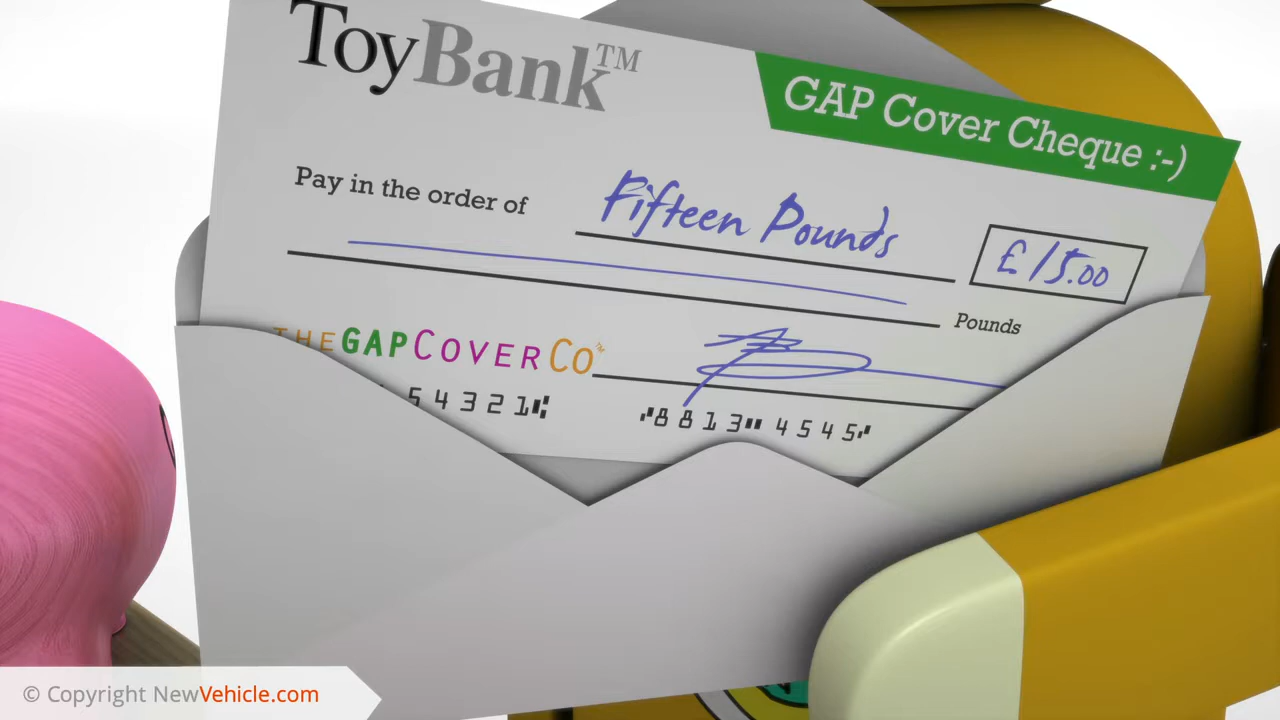 ToyBank™
GAP Cover Cheque :-)
Pay in the order of Fifteen Pounds £15.00
Pounds
THEGAPCOVERCO™
54321
8813 4545
© Copyright NewVehicle.com